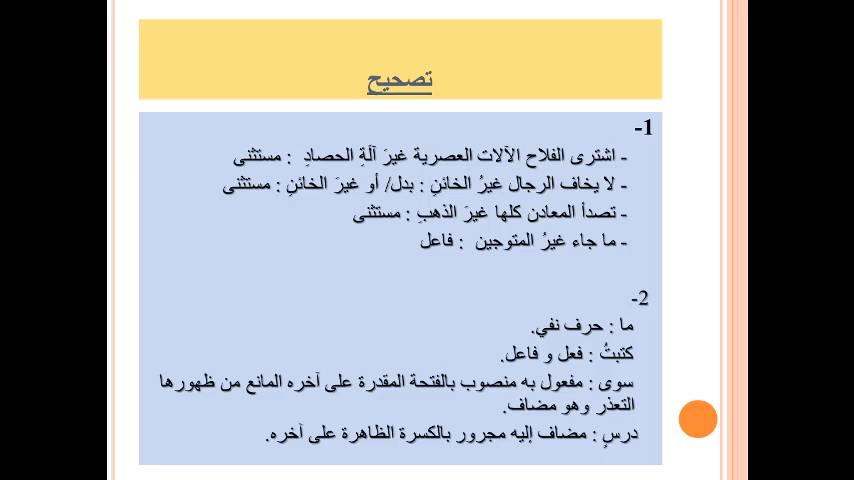 تصحيح
1-
- اشترى الفلاح الآلات العصرية غيرَ آلةِ الحصادِ : مستثنى
- لا يخاف الرجال غيرُ الخائنِ : بدل/ أو غيرَ الخائنِ : مستثنى
- تصدأ المعادن كلها غيرَ الذهبِ : مستثنى
- ما جاء غيرُ المتوجين : فاعل
2-
ما : حرف نفي.
كتبتُ : فعل و فاعل.
سوى : مفعول به منصوب بالفتحة المقدرة على آخره المانع من ظهورها
التعذر وهو مضاف.
درسٍ : مضاف إليه مجرور بالكسرة الظاهرة على آخره.